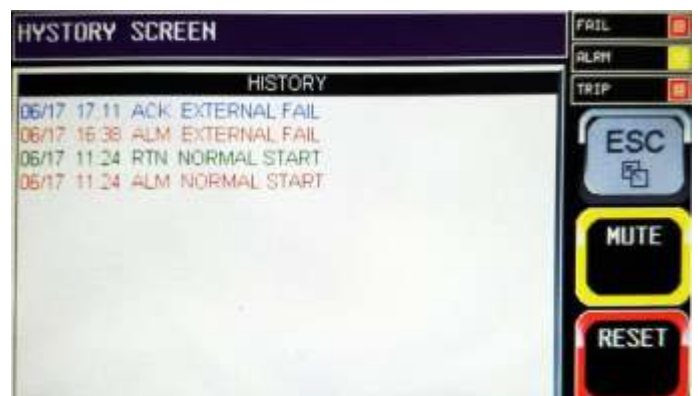 HYSTORY SCREEN
FAIL
ALRM
TRIP
HISTORY
06/17 17:11 ACK EXTERNAL FAIL
06/17 16:38 ALM EXTERNAL FAIL
06/17 11:24 RTN NORMAL START
06/17 11:24 ALM NORMAL START
ESC
MUTE
RESET